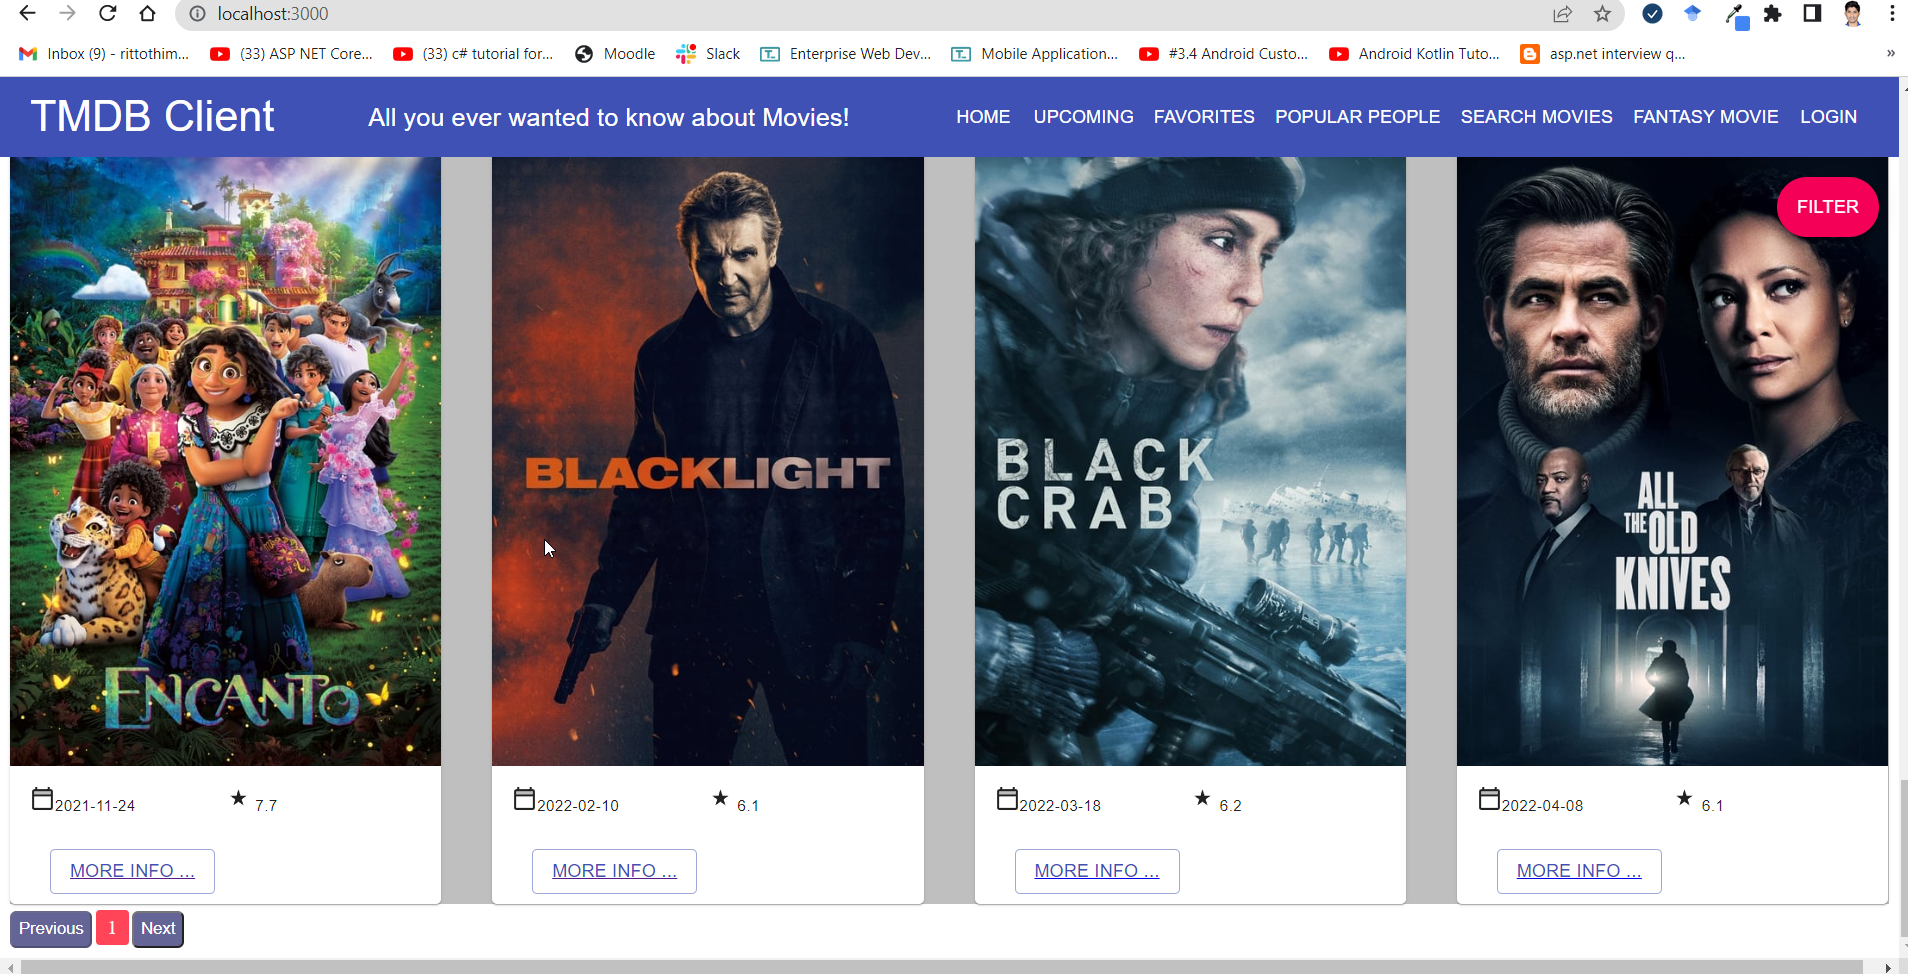 localhost:3000
Inbox (9) - rittothim... (33) ASP NET Core... (33) c# tutorial for... Moodle Slack Enterprise Web Dev... Mobile Application... #3.4 Android Custo... Android Kotlin Tuto... asp.net interview q... »
TMDB Client All you ever wanted to know about Movies! HOME UPCOMING FAVORITES POPULAR PEOPLE SEARCH MOVIES FANTASY MOVIE LOGIN
FILTER
ENCANTO
BLACKLIGHT
BLACK
CRAB
ALL
THE OLD
KNIVES
2021-11-24 ★ 7.7
2022-02-10 ★ 6.1
2022-03-18 ★ 6.2
2022-04-08 ★ 6.1
MORE INFO ...
MORE INFO ...
MORE INFO ...
MORE INFO ...
Previous 1 Next